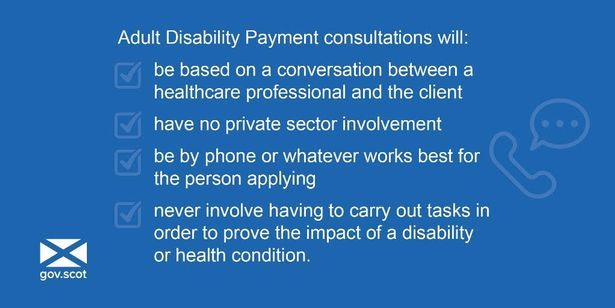 Adult Disability Payment consultations will:
be based on a conversation between a
healthcare professional and the client
have no private sector involvement
be by phone or whatever works best for
the person applying
never involve having to carry out tasks in
order to prove the impact of a disability
or health condition.
gov.scot